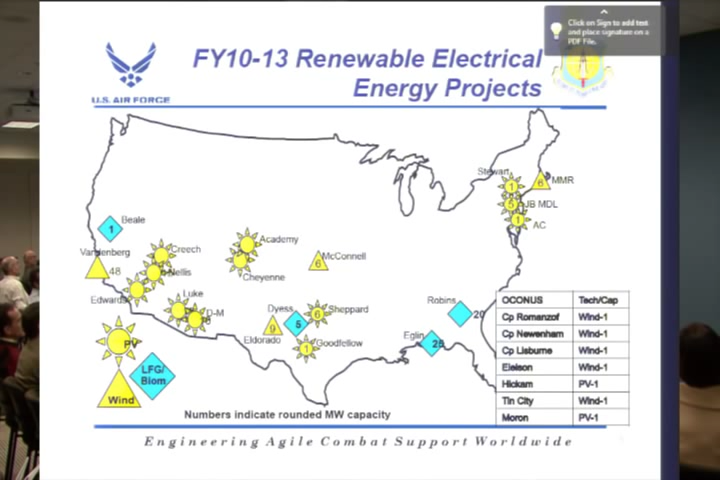 Click on Sign to add text
and place signature on a
PDF File.
FY10-13 Renewable Electrical
Energy Projects
U.S. AIR FORCE
Stewart
1
6
MMR
5
JB MDL
1
AC
Beale
1
Vandenberg
48
Creech
Nellis
Edwards
Academy
Cheyenne
6
McConnell
Luke
D-M
Dyess
5
6
Sheppard
9
Eldorado
1
Goodfellow
Robins
20
Eglin
PV
LFG/
Biom
Wind
OCONUS Tech/Cap
Cp Romanzof Wind-1
Cp Newenham Wind-1
Cp Lisburne Wind-1
Eielson Wind-1
Hickam PV-1
Tin City Wind-1
Moron PV-1
Numbers indicate rounded MW capacity
Engineering Agile Combat Support Worldwide